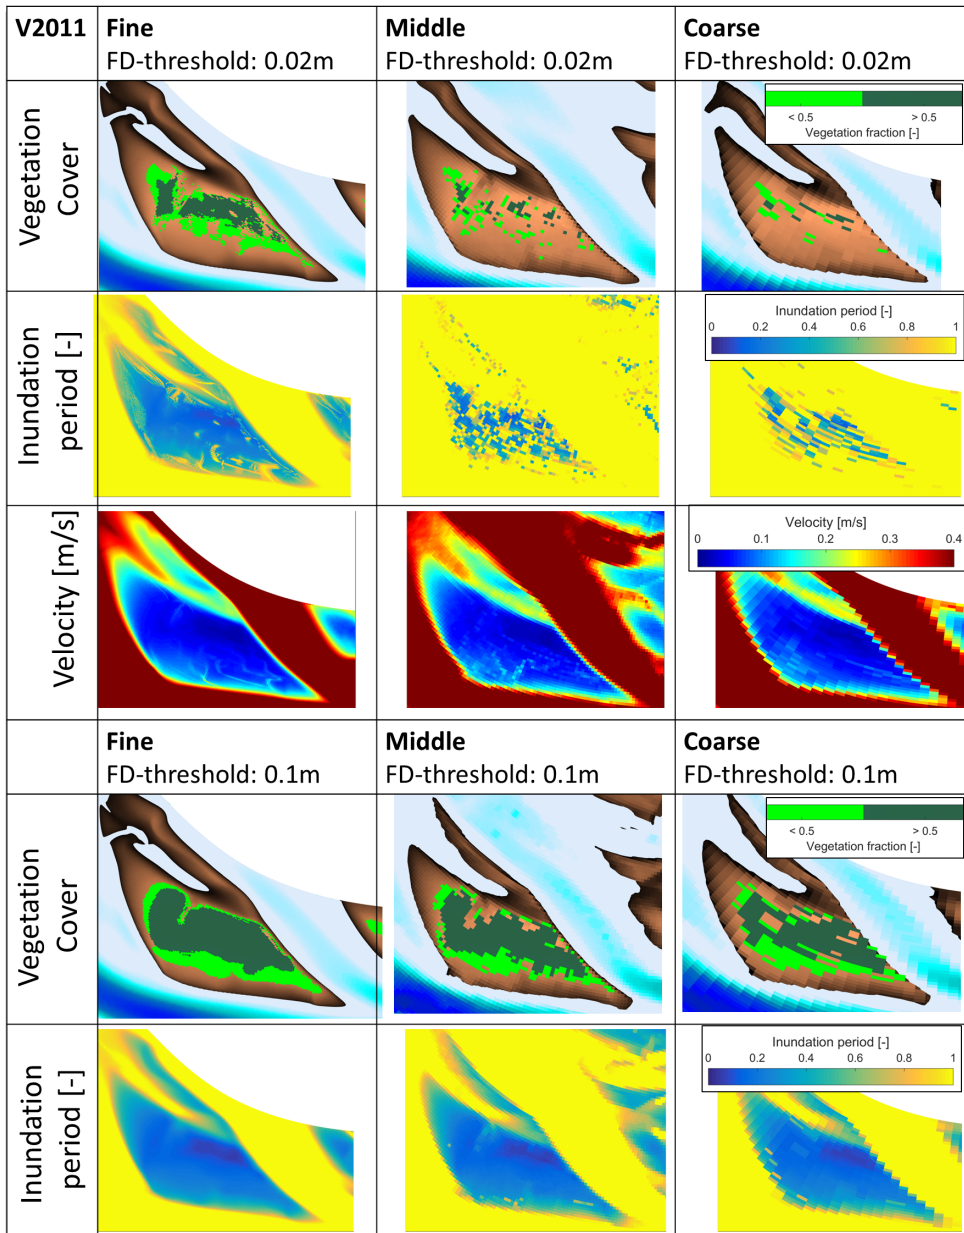 V2011
Fine
FD-threshold: 0.02m
Middle
FD-threshold: 0.02m
Coarse
FD-threshold: 0.02m
Vegetation
Cover
< 0.5
> 0.5
Vegetation fraction [-]
Inundation
period [-]
Inundation period [-]
0 0.2 0.4 0.6 0.8 1
Velocity [m/s]
Velocity [m/s]
0 0.1 0.2 0.3 0.4
Fine
FD-threshold: 0.1m
Middle
FD-threshold: 0.1m
Coarse
FD-threshold: 0.1m
Vegetation
Cover
< 0.5
> 0.5
Vegetation fraction [-]
Inundation
period [-]
Inundation period [-]
0 0.2 0.4 0.6 0.8 1